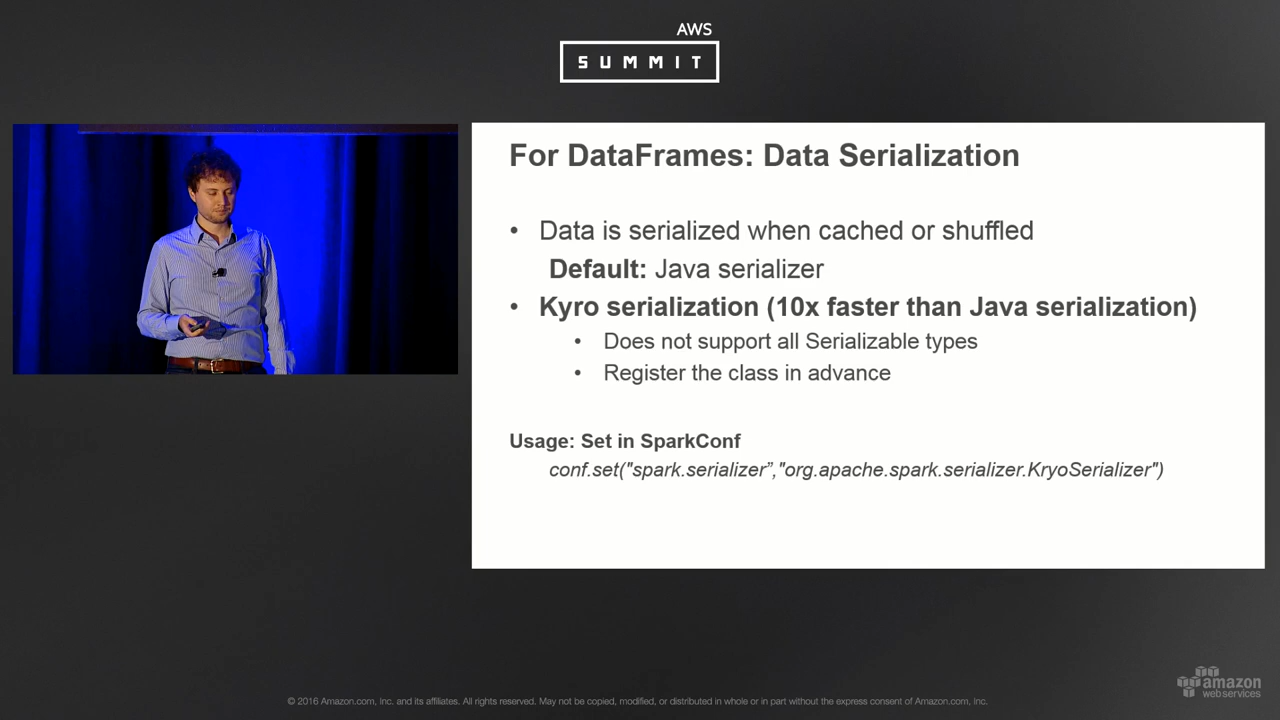 AWS
SUMMIT
For DataFrames: Data Serialization
• Data is serialized when cached or shuffled
Default: Java serializer
• Kyro serialization (10x faster than Java serialization)
• Does not support all Serializable types
• Register the class in advance
Usage: Set in SparkConf
conf.set("spark.serializer”,"org.apache.spark.serializer.KryoSerializer")
amazon
web services
© 2016 Amazon.com, Inc. and its affiliates. All rights reserved. May not be copied, modified, or distributed in whole or in part without the express consent of Amazon.com, Inc.